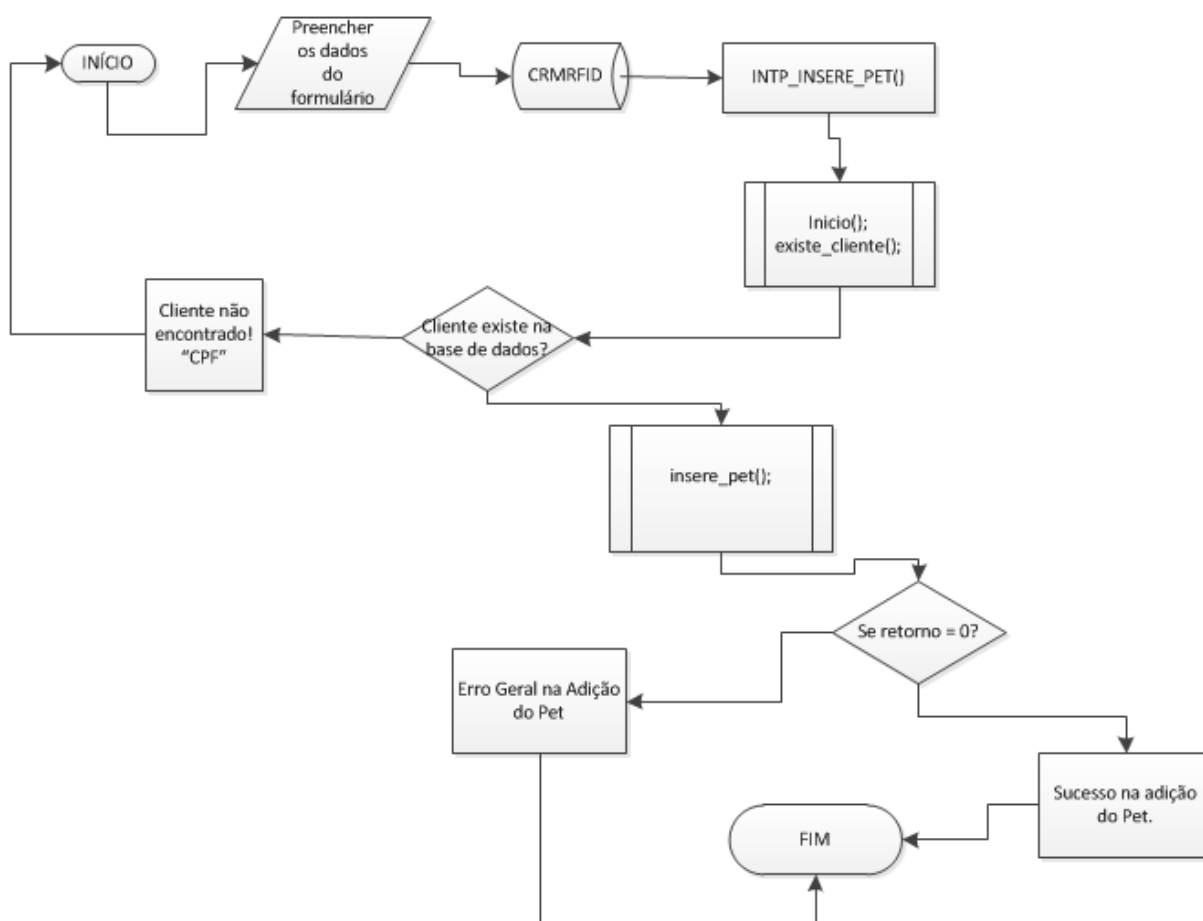 INÍCIO
Preencher
os dados
do
formulário
CRMRFID
INTP_INSERE_PET()
Inicio();
existe_cliente();
Cliente existe na
base de dados?
Cliente não
encontrado!
“CPF”
insere_pet();
Se retorno = 0?
Erro Geral na Adição
do Pet
Sucesso na adição
do Pet.
FIM